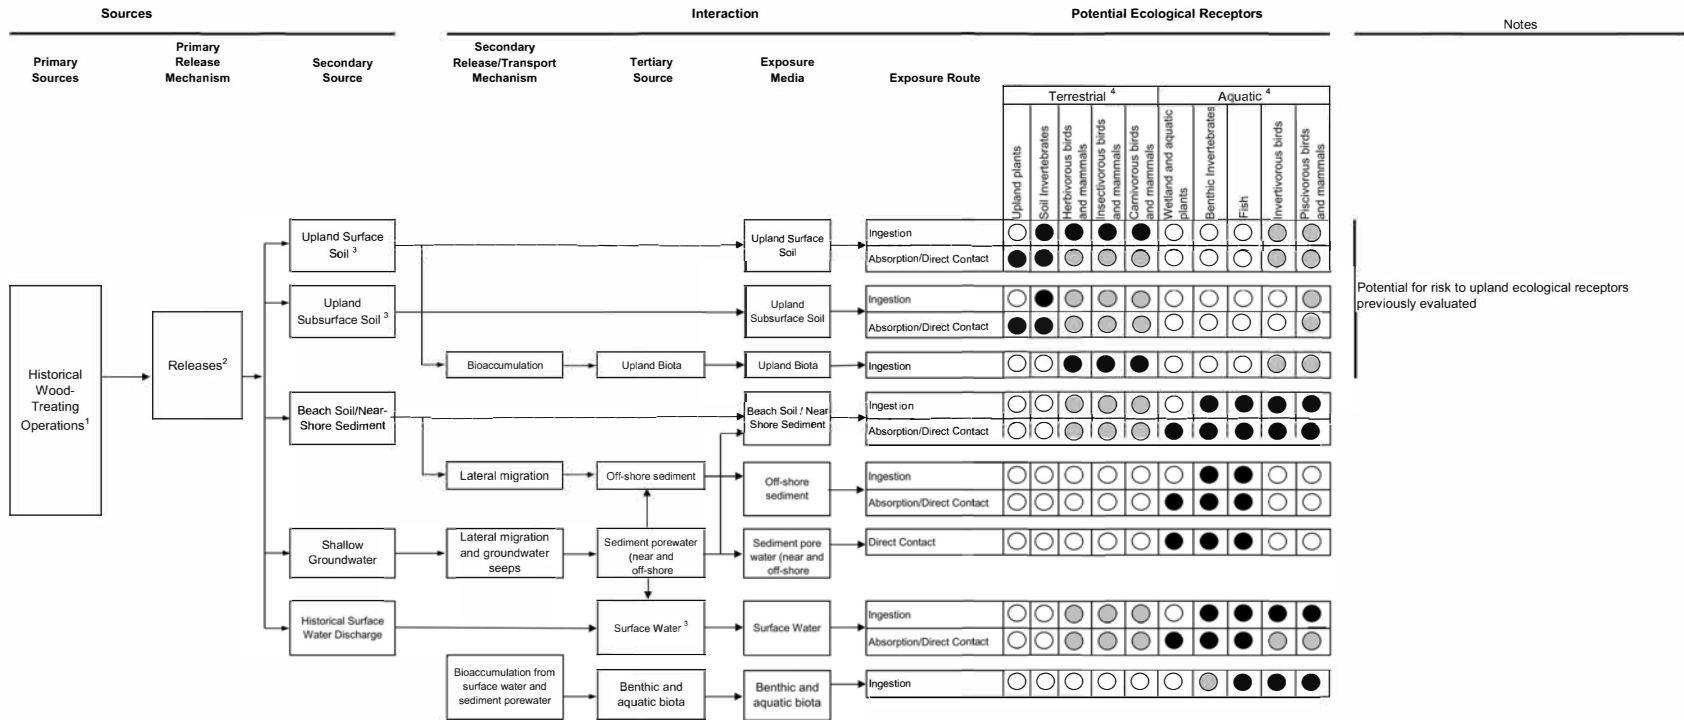 Sources
Interaction
Potential Ecological Receptors
Notes
Primary
Sources
Primary
Release
Mechanism
Secondary
Source
Secondary
Release/Transport
Mechanism
Tertiary
Source
Exposure
Media
Exposure Route
Terrestrial 4
Aquatic 4
Upland plants
Soil Invertebrates
Herbivorous birds
and mammals
Insectivorous birds
and mammals
Carnivorous birds
and mammals
Wetland and aquatic
plants
Benthic Invertebrates
Fish
Invertivorous birds
Piscivorous birds
and mammals
Historical
Wood-
Treating
Operations1
Releases2
Upland Surface
Soil 3
Upland Surface
Soil
Ingestion
Absorption/Direct Contact
Upland
Subsurface Soil 3
Upland
Subsurface Soil
Ingestion
Absorption/Direct Contact
Potential for risk to upland ecological receptors
previously evaluated
Bioaccumulation
Upland Biota
Upland Biota
Ingestion
Beach Soil/Near-
Shore Sediment
Beach Soil / Near
Shore Sediment
Ingestion
Absorption/Direct Contact
Lateral migration
Off-shore sediment
Off-shore
sediment
Ingestion
Absorption/Direct Contact
Shallow
Groundwater
Lateral migration
and groundwater
seeps
Sediment porewater
(near and
off-shore
Sediment pore
water (near and
off-shore
Direct Contact
Historical Surface
Water Discharge
Surface Water 3
Surface Water
Ingestion
Absorption/Direct Contact
Bioaccumulation from
surface water and
sediment porewater
Benthic and
aquatic biota
Benthic and
aquatic biota
Ingestion